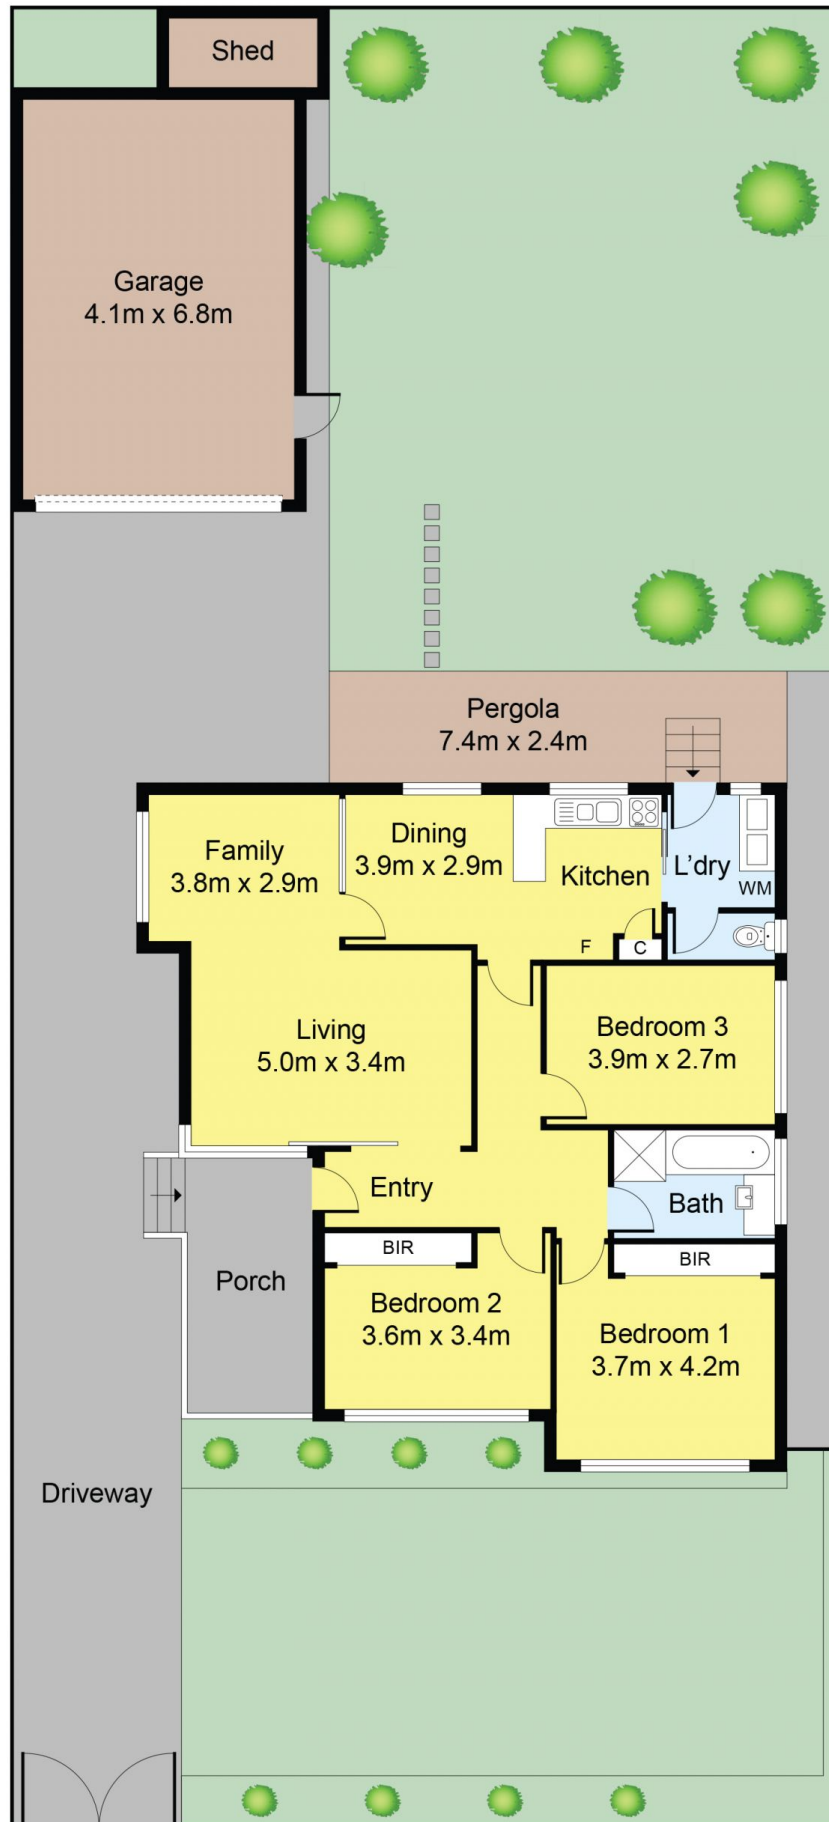 Shed
Garage
4.1m x 6.8m
Pergola
7.4m x 2.4m
Family
3.8m x 2.9m
Dining
3.9m x 2.9m
Kitchen
L'dry
WM
F
C
Living
5.0m x 3.4m
Bedroom 3
3.9m x 2.7m
Entry
Bath
BIR
BIR
Porch
Bedroom 2
3.6m x 3.4m
Bedroom 1
3.7m x 4.2m
Driveway